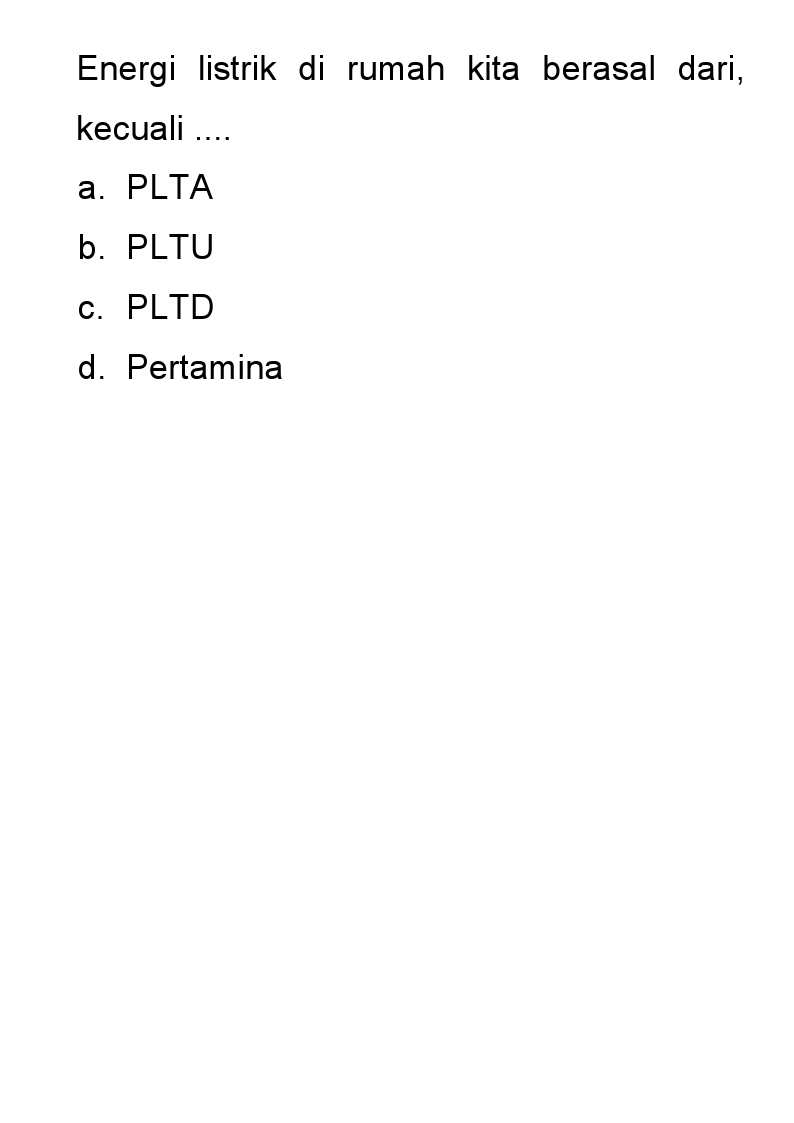 Energi listrik di rumah kita berasal dari,
kecuali ....
a. PLTA
b. PLTU
c. PLTD
d. Pertamina